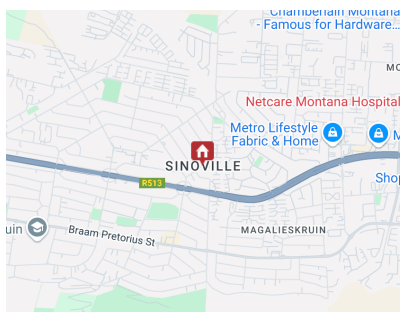 Chamberlain Montana
- Famous for Hardware...
MO
Netcare Montana Hospital
Metro Lifestyle
Fabric & Home
M
SINOVILLE
R513
Shop
uin
Braam Pretorius St
MAGALIESKRUIN